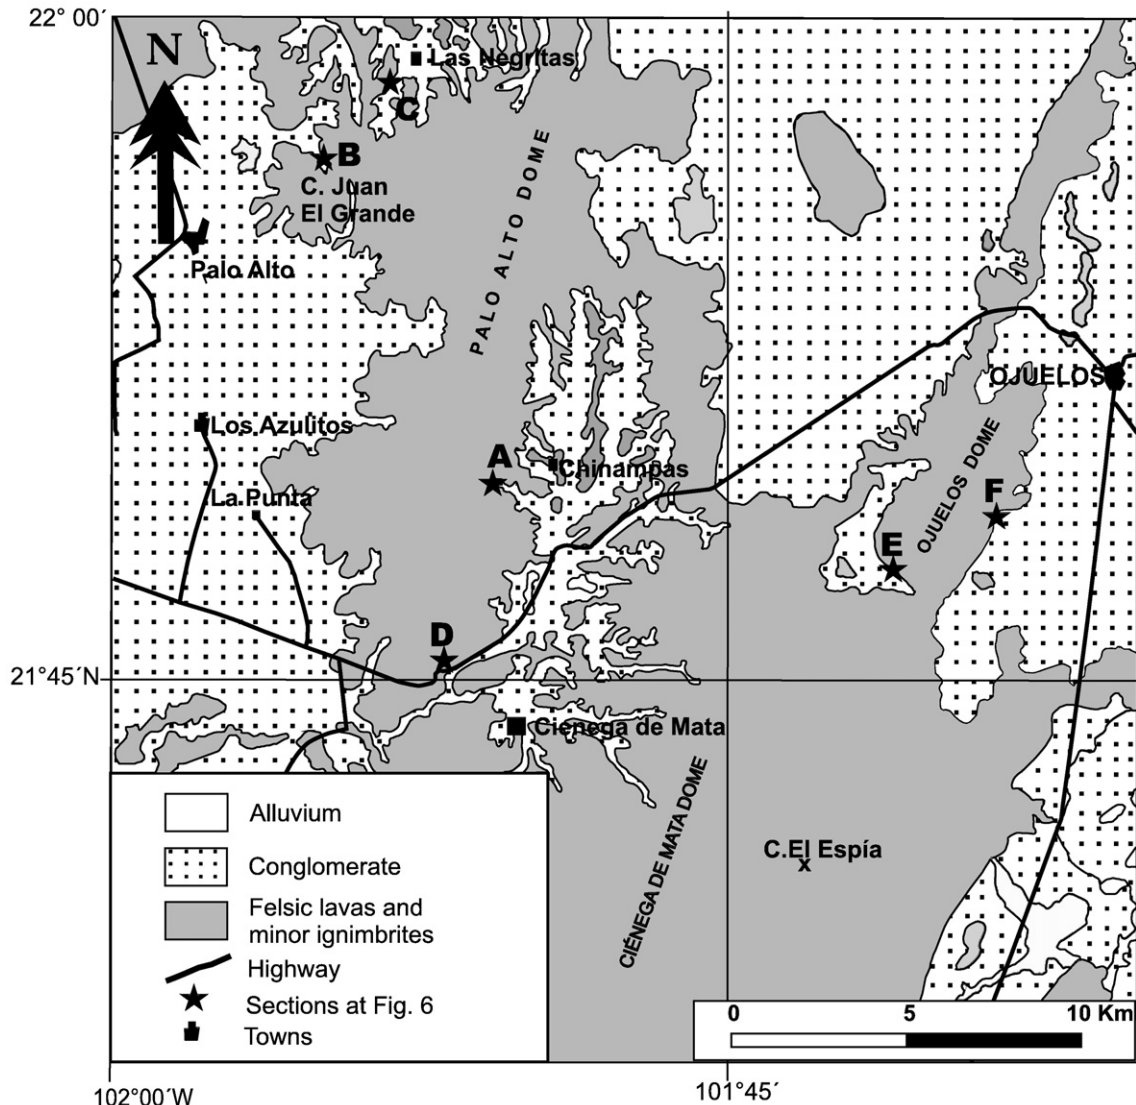 22° 00´
N
Las Negritas
C
B
C. Juan
El Grande
PALO ALTO DOME
Palo Alto
OJUELOS
Los Azulitos
A
Chinampas
La Punta
OJUELOS DOME
F
E
D
21°45´N
Cienega de Mata
CIÉNEGA DE MATA DOME
C.El Espía
x
Alluvium
Conglomerate
Felsic lavas and
minor ignimbrites
Highway
Sections at Fig. 6
Towns
0 5 10 Km
102°00´W
101°45´